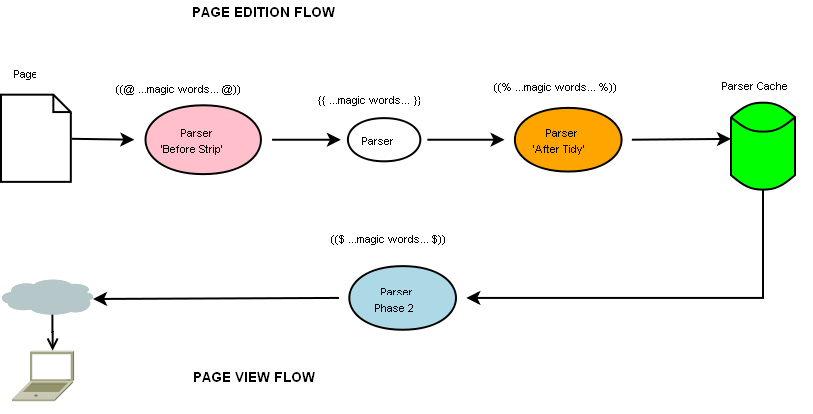 PAGE EDITION FLOW
Page
((@ ...magic words... @))
{{ ...magic words... }}
((% ...magic words... %))
Parser Cache
Parser
'Before Strip'
Parser
Parser
'After Tidy'
(($ ...magic words... $))
Parser
Phase 2
PAGE VIEW FLOW